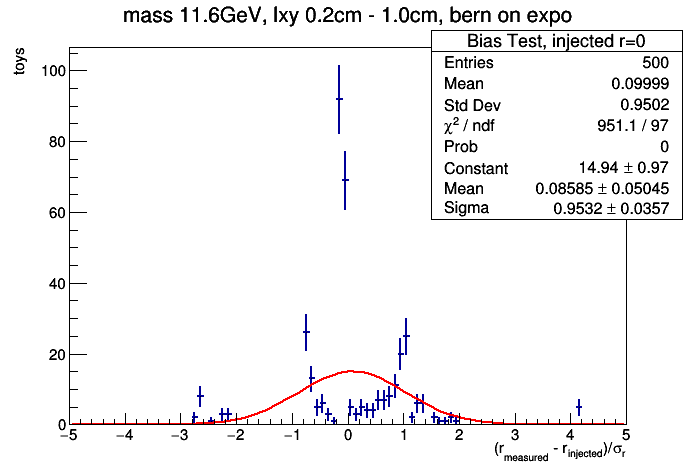 mass 11.6GeV, lxy 0.2cm - 1.0cm, bern on expo
Bias Test, injected r=0
Entries 500
Mean 0.09999
Std Dev 0.9502
χ² / ndf 951.1 / 97
Prob 0
Constant 14.94 ± 0.97
Mean 0.08585 ± 0.05045
Sigma 0.9532 ± 0.0357
toys
100
80
60
40
20
0
−5 −4 −3 −2 −1 0 1 2 3 4 5
(r_measured - r_injected)/σ_r